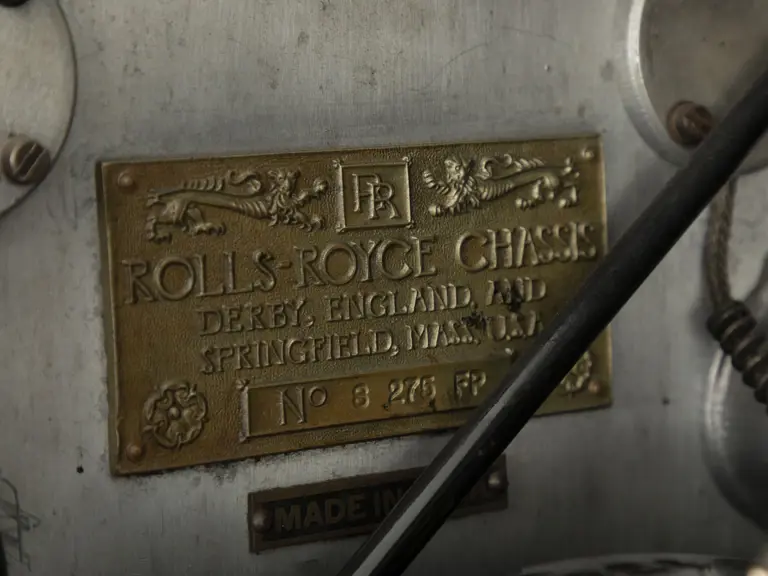 RR
ROLLS-ROYCE CHASSIS
DERBY, ENGLAND, AND
SPRINGFIELD, MASS, U.S.A.
No S 275 FP
MADE IN